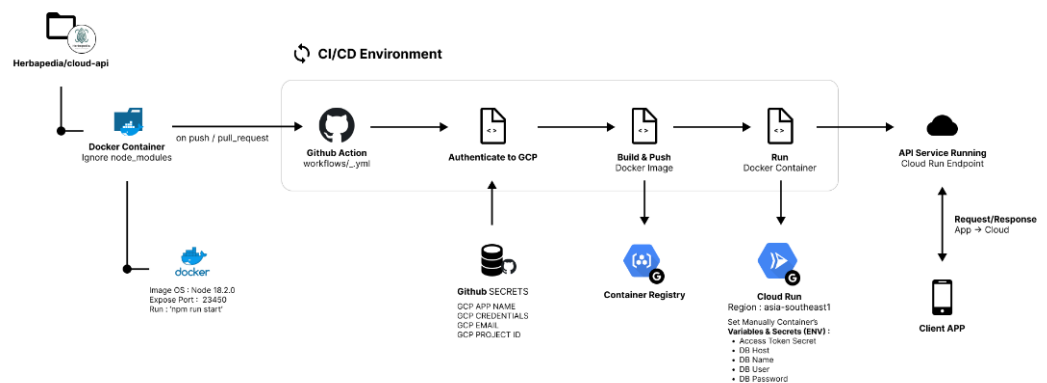 CI/CD Environment
Herbapedia/cloud-api
on push / pull_request
Docker Container
Ignore node_modules
Github Action
workflows/_.yml
Authenticate to GCP
Build & Push
Docker Image
Run
Docker Container
API Service Running
Cloud Run Endpoint
Request/Response
App → Cloud
docker
Image OS : Node 18.2.0
Expose Port : 23450
Run : 'npm run start'
Github SECRETS
GCP APP NAME
GCP CREDENTIALS
GCP EMAIL
GCP PROJECT ID
Container Registry
Cloud Run
Region : asia-southeast1
Set Manually Container's
Variables & Secrets (ENV) :
• Access Token Secret
• DB Host
• DB Name
• DB User
• DB Password
Client APP